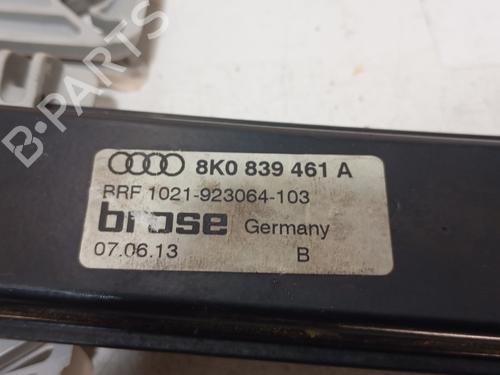 8K0 839 461 A
RRF 1021-923064-103
brose Germany
07.06.13 B
B-PARTS